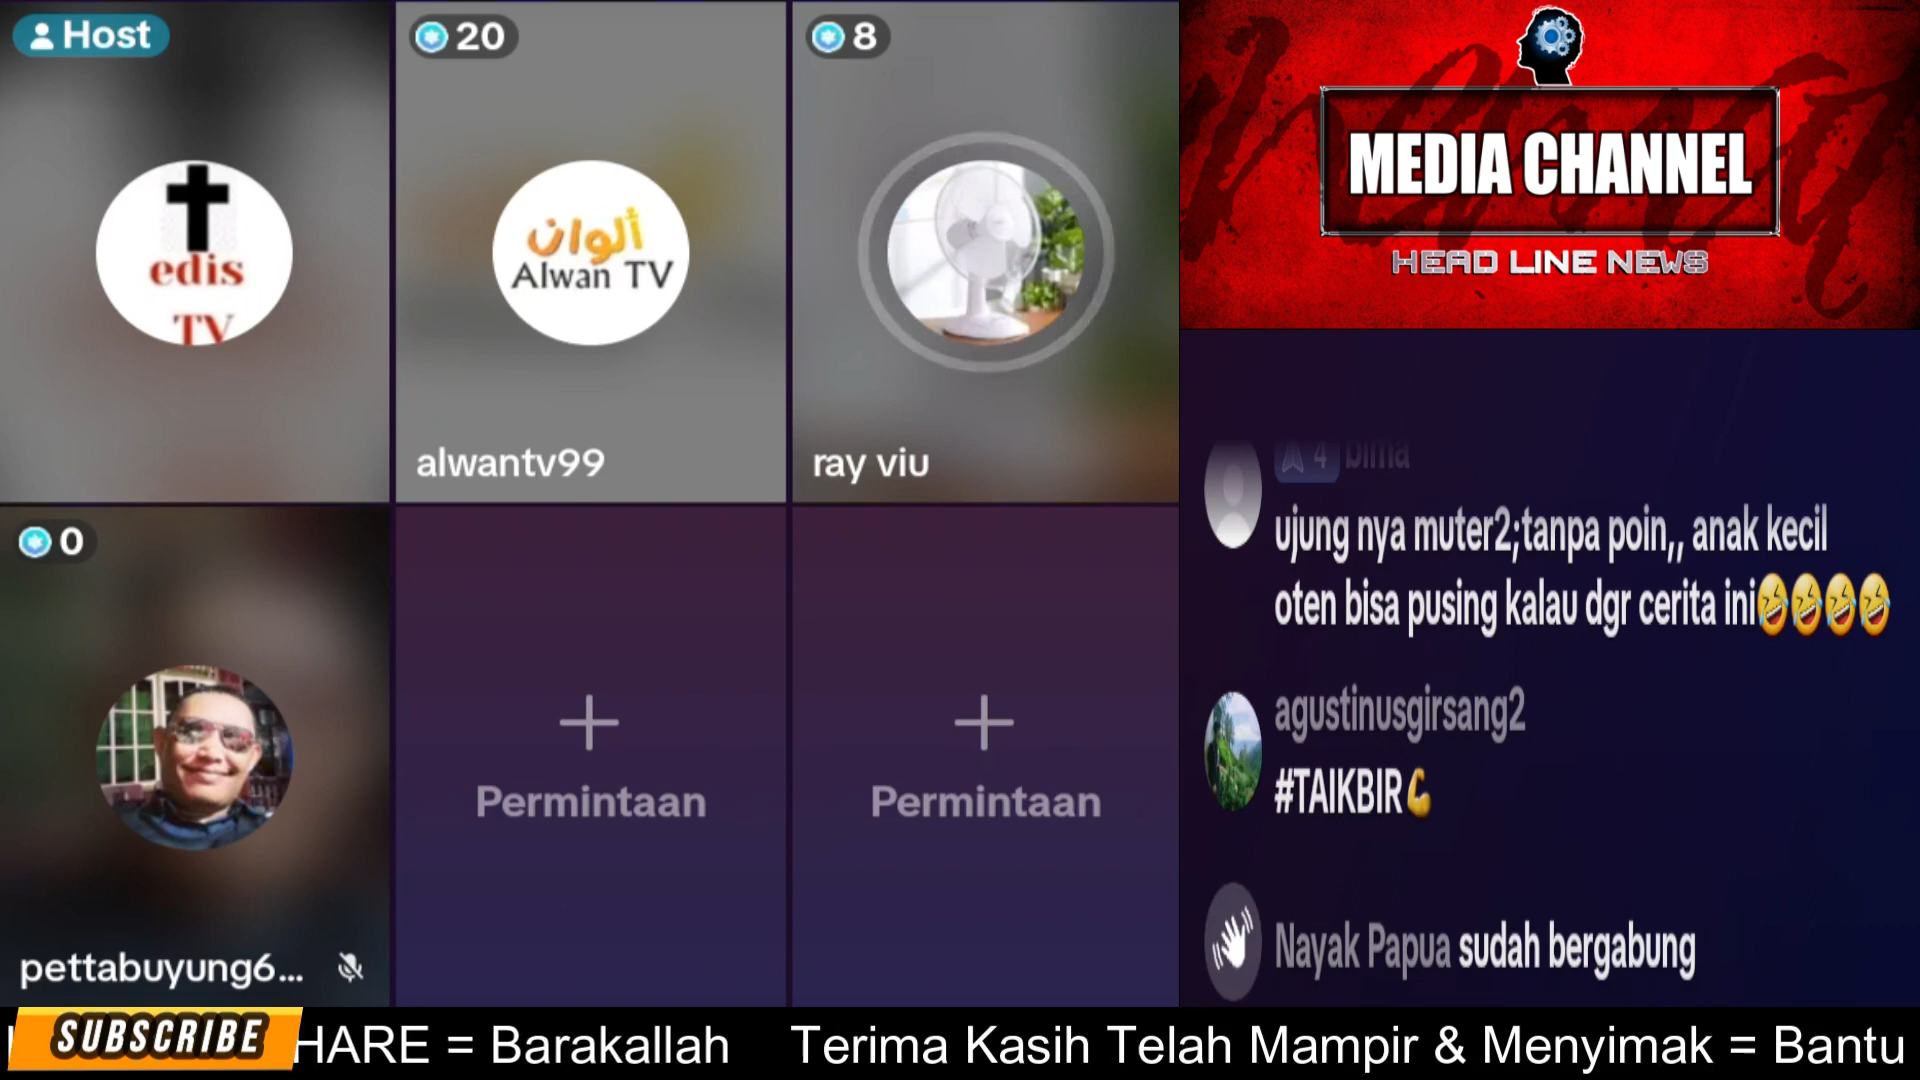 Host
20
8
edis
TV
ألوان
Alwan TV
alwantv99
ray viu
0
Permintaan
Permintaan
pettabuyung6...
MEDIA CHANNEL
HEAD LINE NEWS
4 bima
ujung nya muter2;tanpa poin,, anak kecil
oten bisa pusing kalau dgr cerita ini🤣🤣🤣🤣
agustinusgirsang2
#TAIKBIR💪
Nayak Papua sudah bergabung
SUBSCRIBE
HARE = Barakallah Terima Kasih Telah Mampir & Menyimak = Bantu